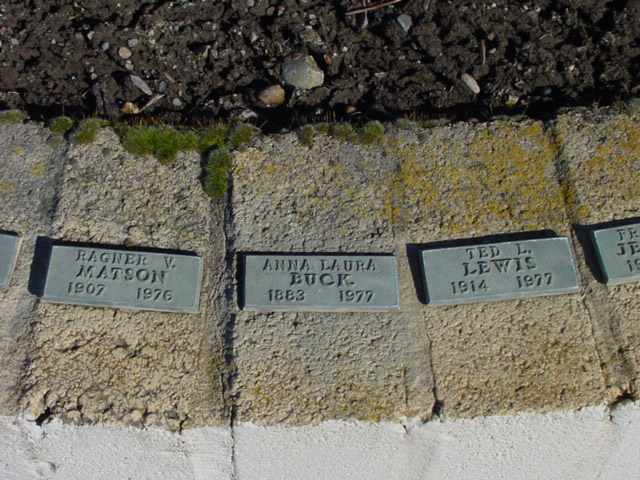 RAGNER V.
MATSON
1907 1976
ANNA LAURA
BUCK
1883 1977
TED L.
LEWIS
1914 1977